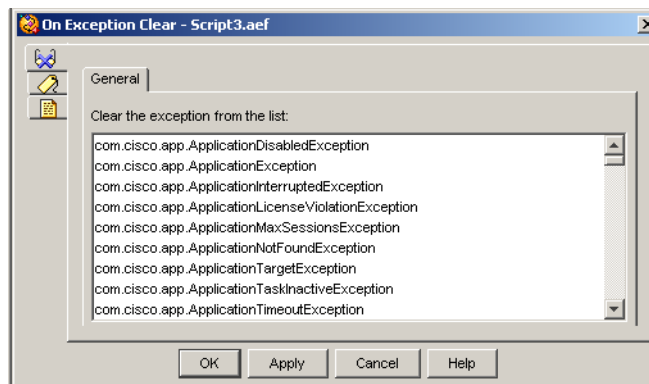 On Exception Clear - Script3.aef
General
Clear the exception from the list:
com.cisco.app.ApplicationDisabledException
com.cisco.app.ApplicationException
com.cisco.app.ApplicationInterruptedException
com.cisco.app.ApplicationLicenseViolationException
com.cisco.app.ApplicationMaxSessionsException
com.cisco.app.ApplicationNotFoundException
com.cisco.app.ApplicationTargetException
com.cisco.app.ApplicationTaskInactiveException
com.cisco.app.ApplicationTimeoutException
OK Apply Cancel Help